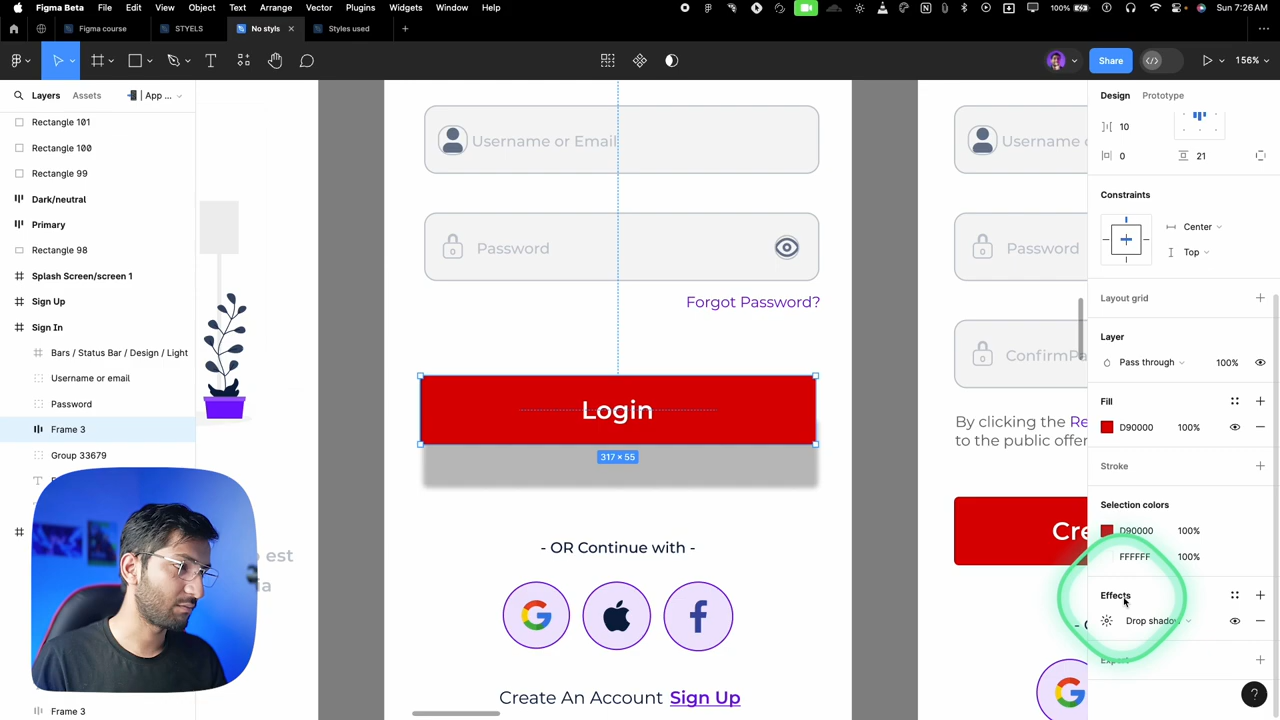 Figma Beta File Edit View Object Text Arrange Vector Plugins Widgets Window Help 100% Sun 7:26 AM
Figma course STYELS No styls Styles used
Share 156%
Layers Assets | App ...
Design Prototype
Rectangle 101
Rectangle 100
Rectangle 99
Dark/neutral
Primary
Rectangle 98
Splash Screen/screen 1
Sign Up
Sign In
Bars / Status Bar / Design / Light
Username or email
Password
Frame 3
Group 33679
Frame 3
est
Username or Email
Password
Forgot Password?
Login
317 × 55
- OR Continue with -
Create An Account Sign Up
Username
Password
ConfirmPa
By clicking the Re
to the public offer
Cre
10
0 21
Constraints
Center
Top
Layout grid
Layer
Pass through 100%
Fill
D90000 100%
Stroke
Selection colors
D90000 100%
FFFFFF 100%
Effects
Drop shadow
Export
?